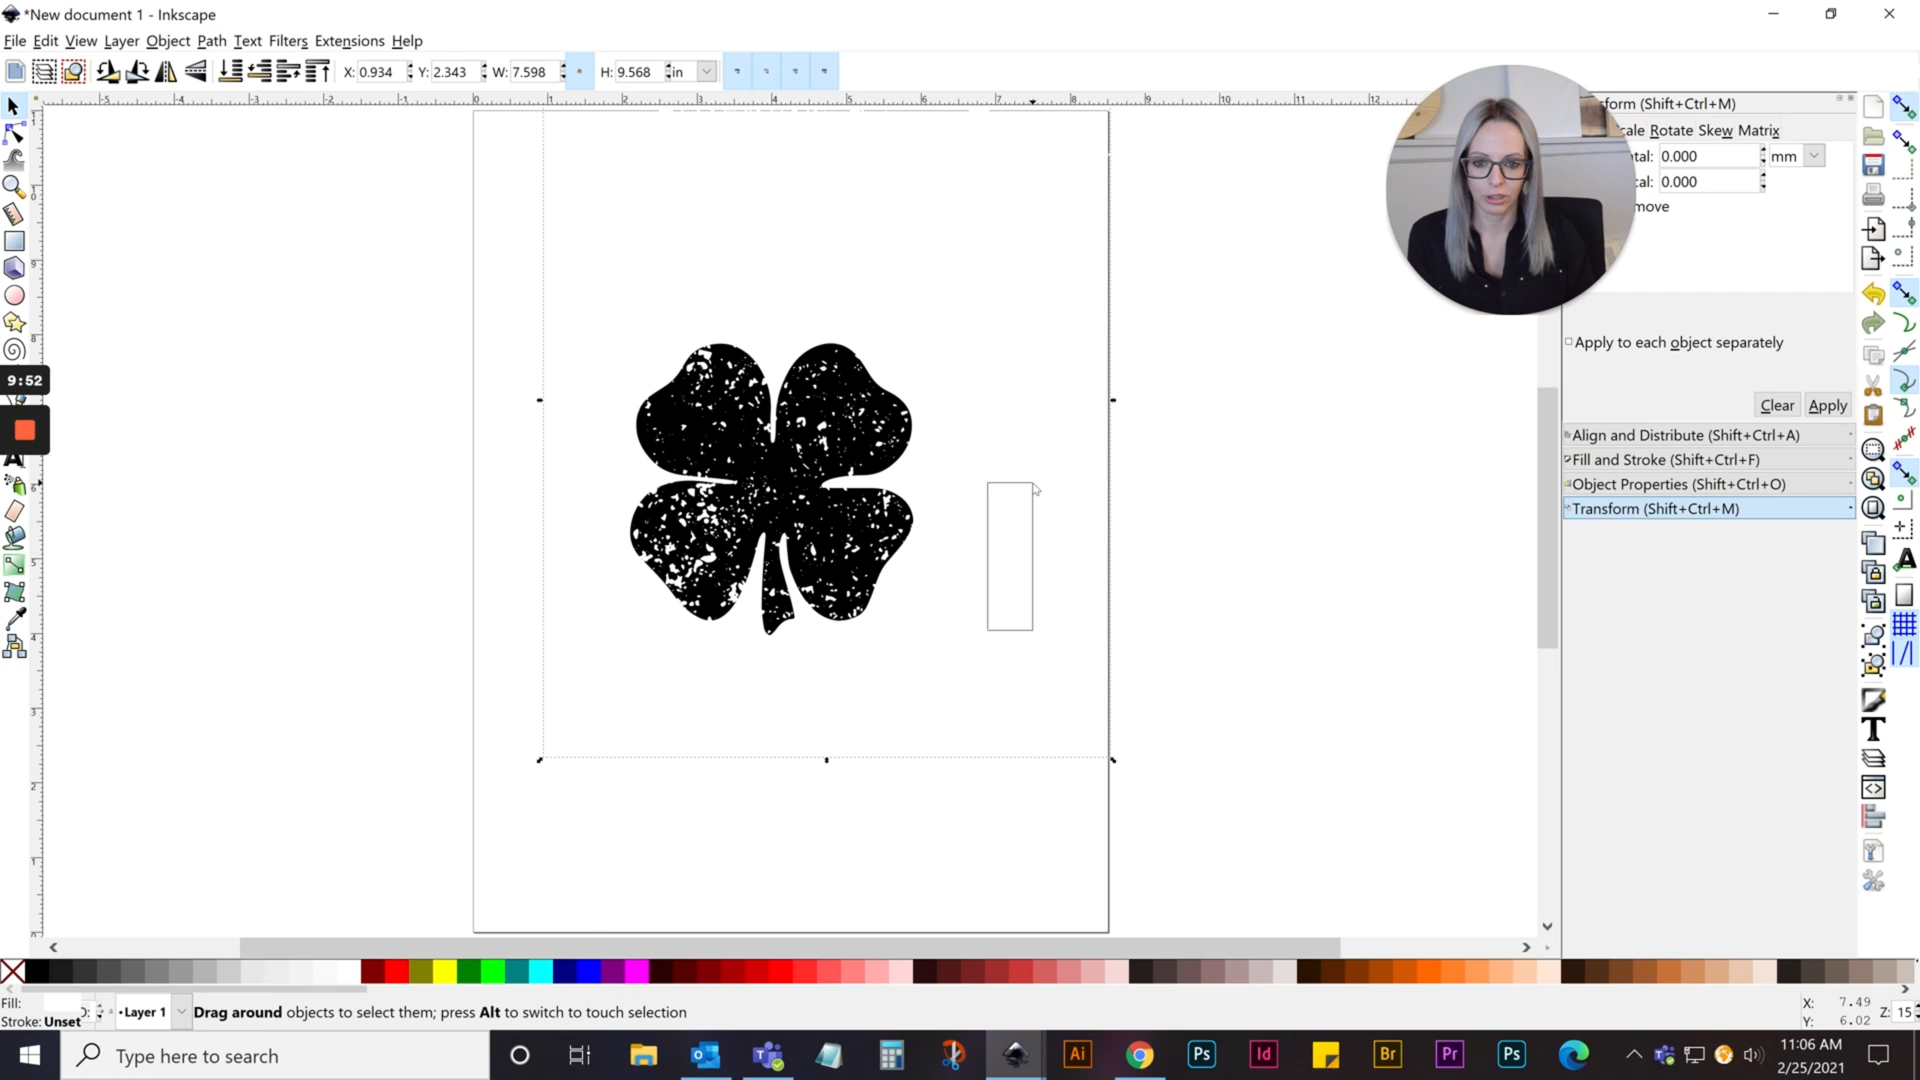 *New document 1 - Inkscape
File Edit View Layer Object Path Text Filters Extensions Help
X: 0.934 Y: 2.343 W: 7.598 H: 9.568 in
form (Shift+Ctrl+M)
cale Rotate Skew Matrix
tal: 0.000 mm
cal: 0.000
move
9:52
Apply to each object separately
Clear Apply
Align and Distribute (Shift+Ctrl+A)
Fill and Stroke (Shift+Ctrl+F)
Object Properties (Shift+Ctrl+O)
Transform (Shift+Ctrl+M)
Fill:
Stroke: Unset
•Layer 1
Drag around objects to select them; press Alt to switch to touch selection
X: 7.49
Y: 6.02
Z: 15
Type here to search
Ai Ps Id Br Pr Ps
11:06 AM
2/25/2021